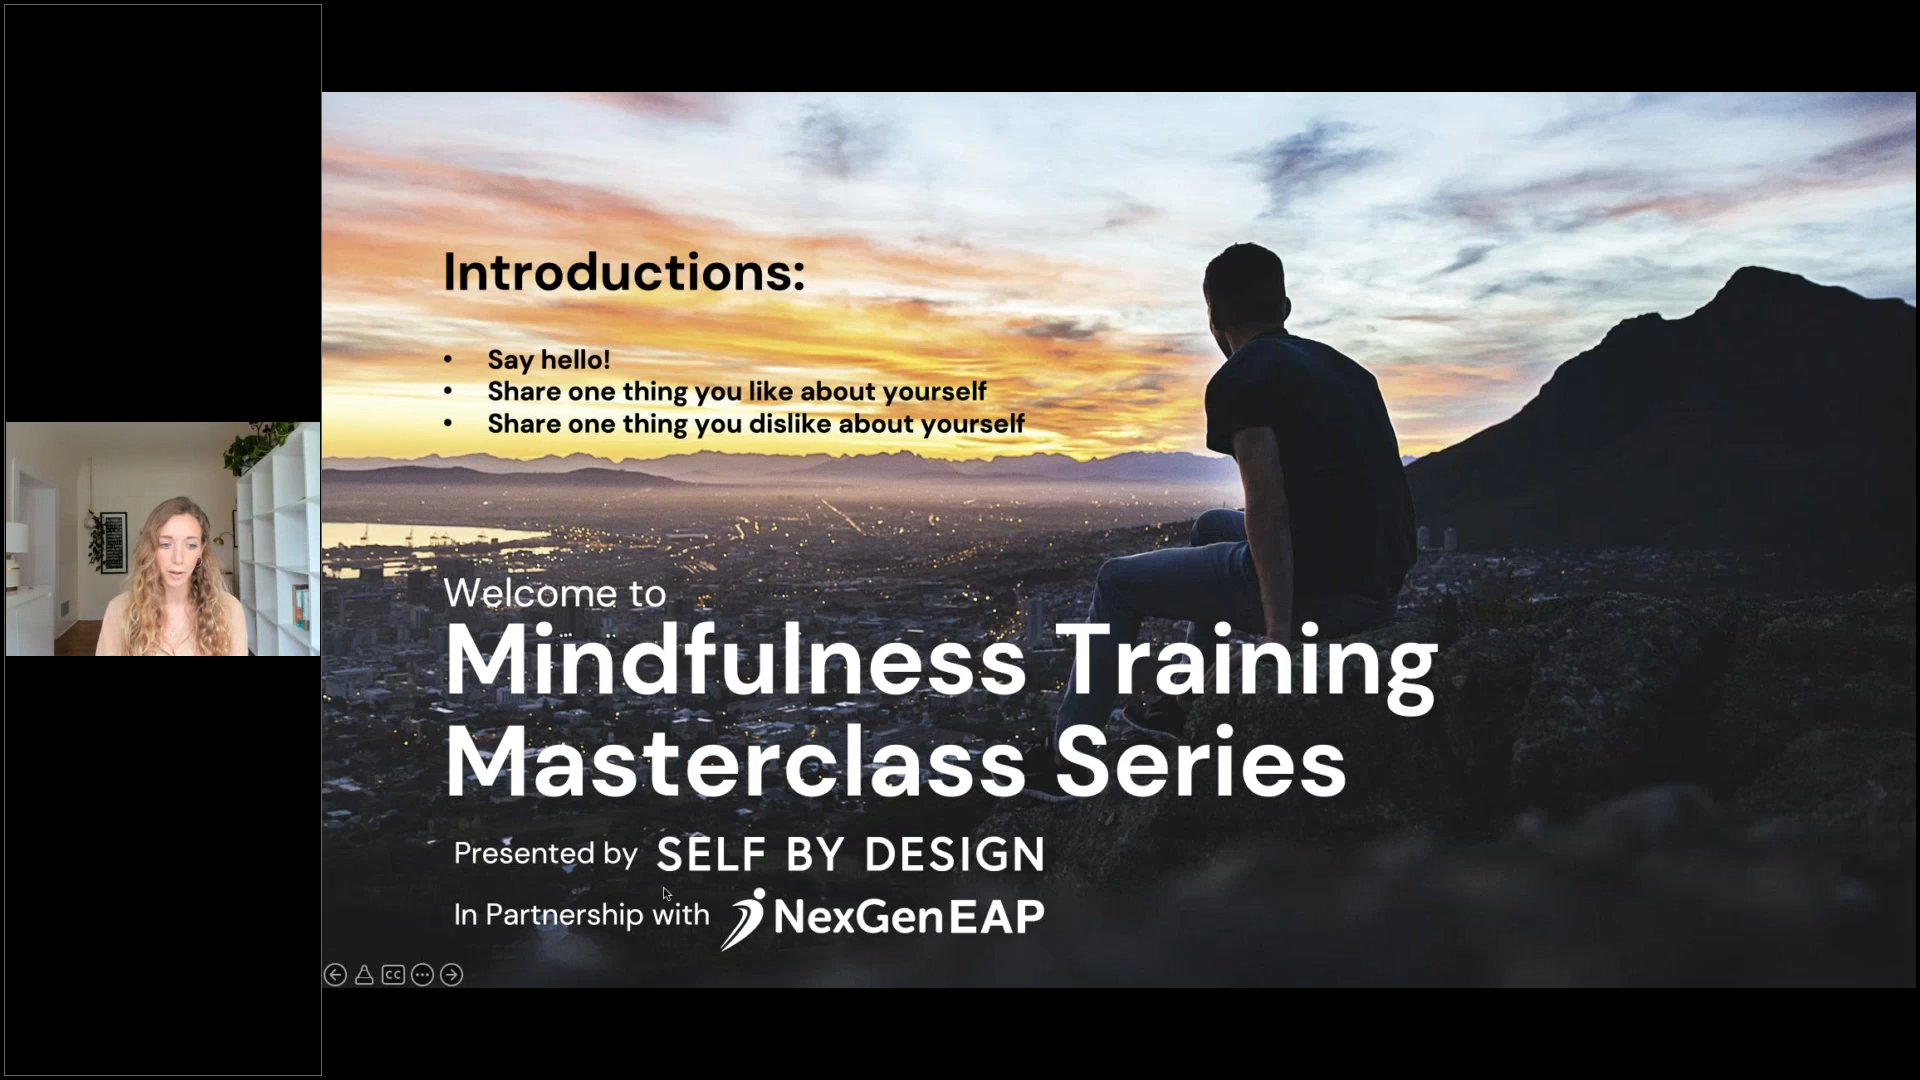 Introductions:
• Say hello!
• Share one thing you like about yourself
• Share one thing you dislike about yourself
Welcome to
Mindfulness Training
Masterclass Series
Presented by SELF BY DESIGN
In Partnership with NexGenEAP
CC